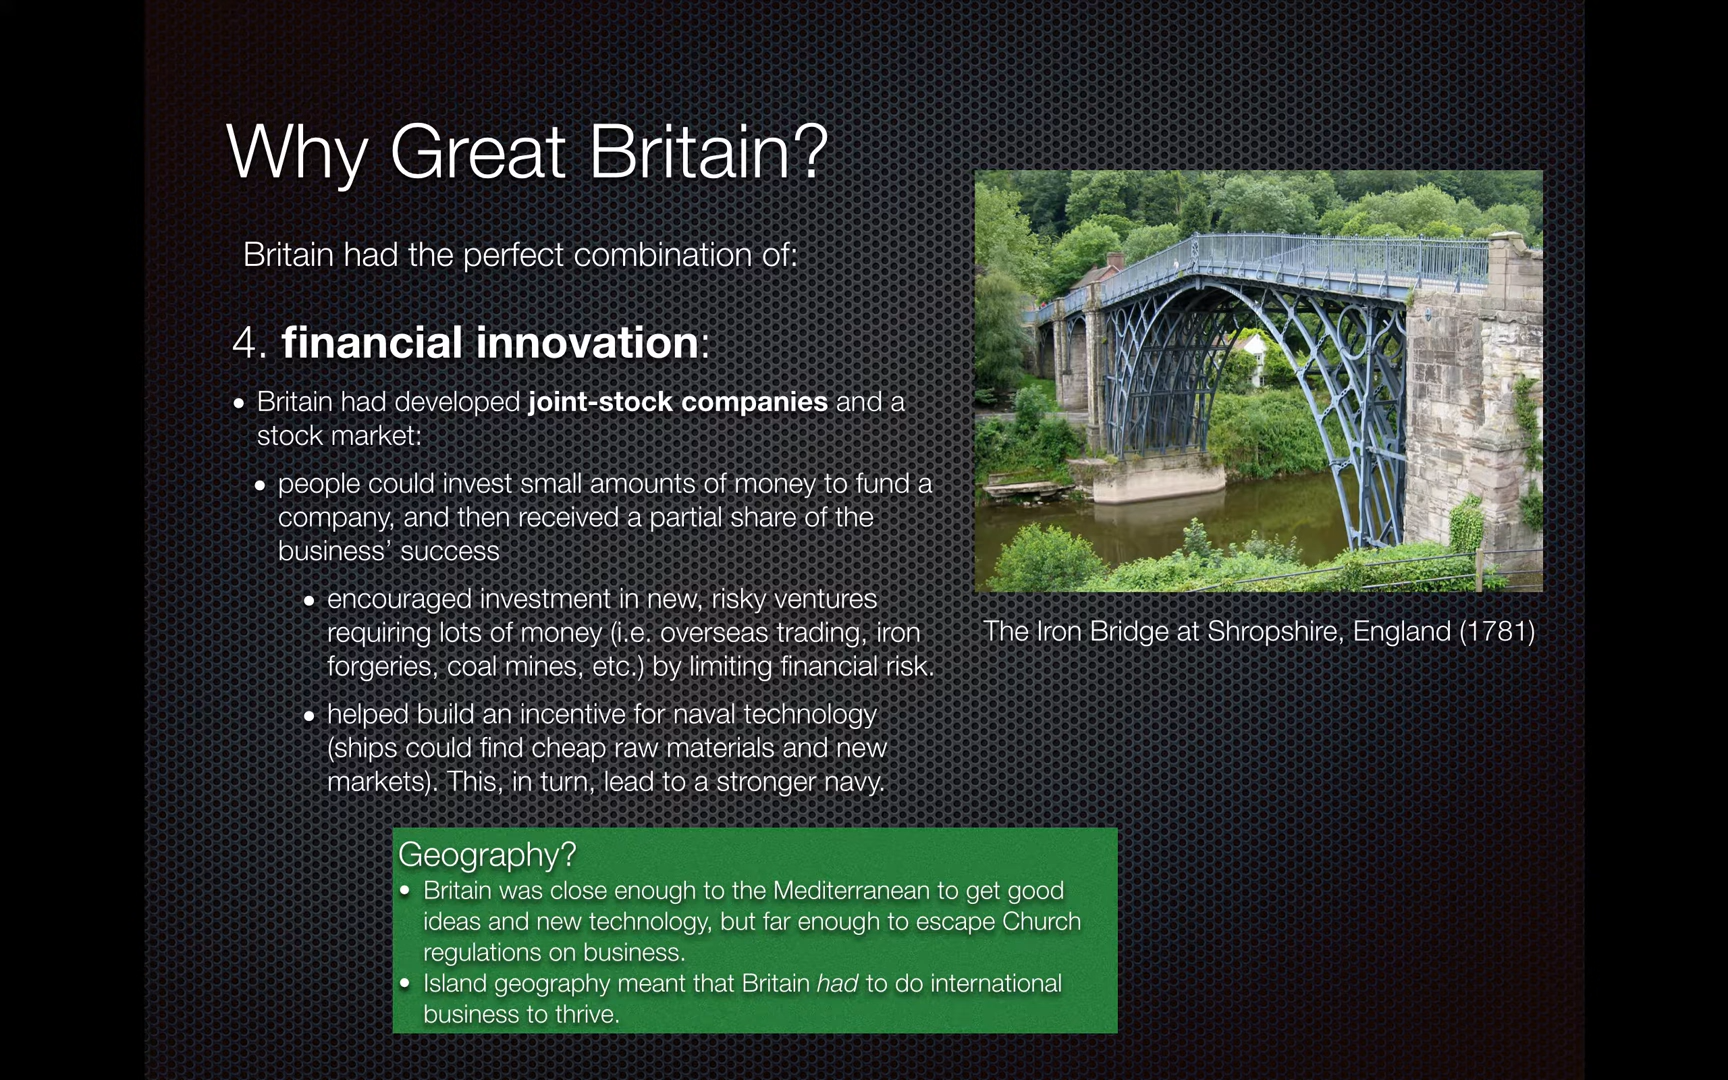 Why Great Britain?
Britain had the perfect combination of:
4. financial innovation:
• Britain had developed joint-stock companies and a
stock market:
• people could invest small amounts of money to fund a
company, and then received a partial share of the
business’ success
• encouraged investment in new, risky ventures
requiring lots of money (i.e. overseas trading, iron
forgeries, coal mines, etc.) by limiting financial risk.
• helped build an incentive for naval technology
(ships could find cheap raw materials and new
markets). This, in turn, lead to a stronger navy.
The Iron Bridge at Shropshire, England (1781)
Geography?
• Britain was close enough to the Mediterranean to get good
ideas and new technology, but far enough to escape Church
regulations on business.
• Island geography meant that Britain had to do international
business to thrive.